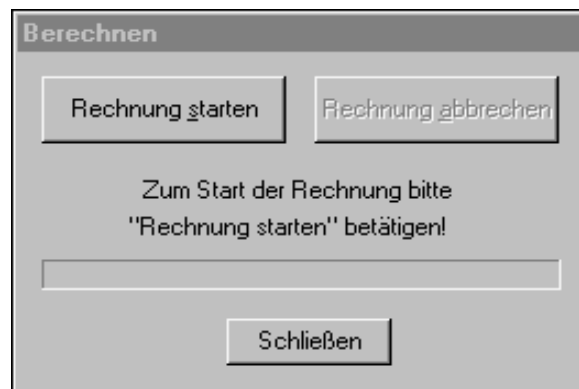 Berechnen
Rechnung starten
Rechnung abbrechen
Zum Start der Rechnung bitte
"Rechnung starten" betätigen!
Schließen